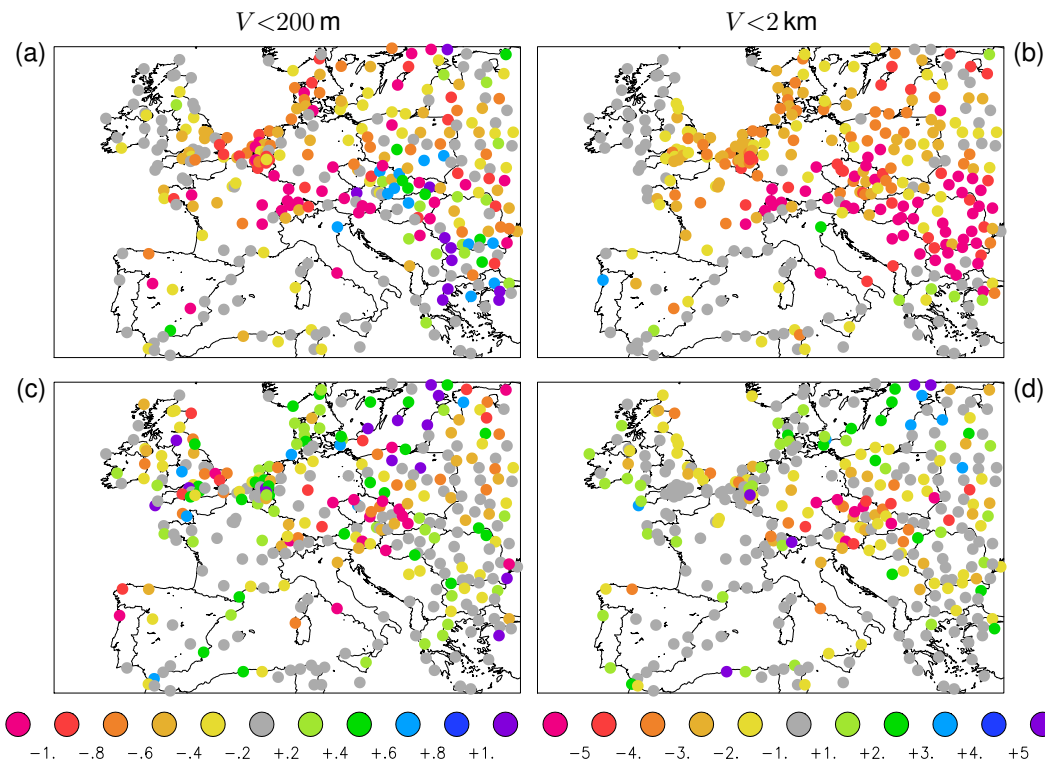 V<200 m V<2 km
(a) (b)
(c) (d)
-1. -.8 -.6 -.4 -.2 +.2 +.4 +.6 +.8 +1. -5 -4. -3. -2. -1. +1. +2. +3. +4. +5